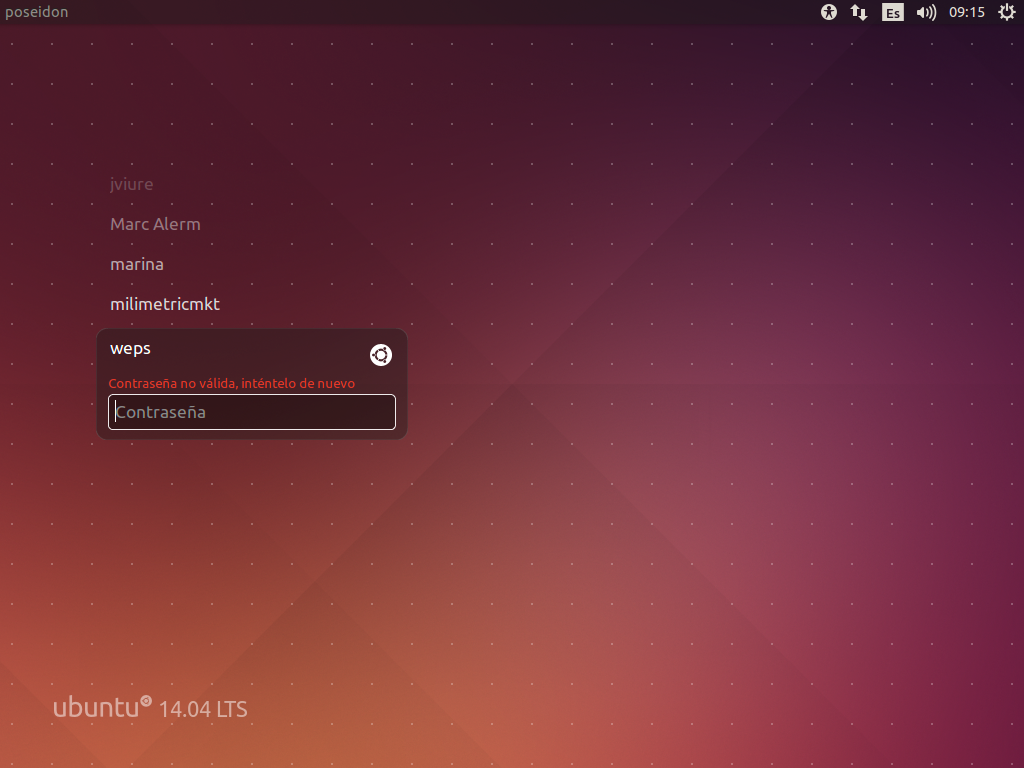 poseidon
Es
09:15
jviure
Marc Alerm
marina
milimetricmkt
weps
Contraseña no válida, inténtelo de nuevo
Contraseña
ubuntu 14.04 LTS